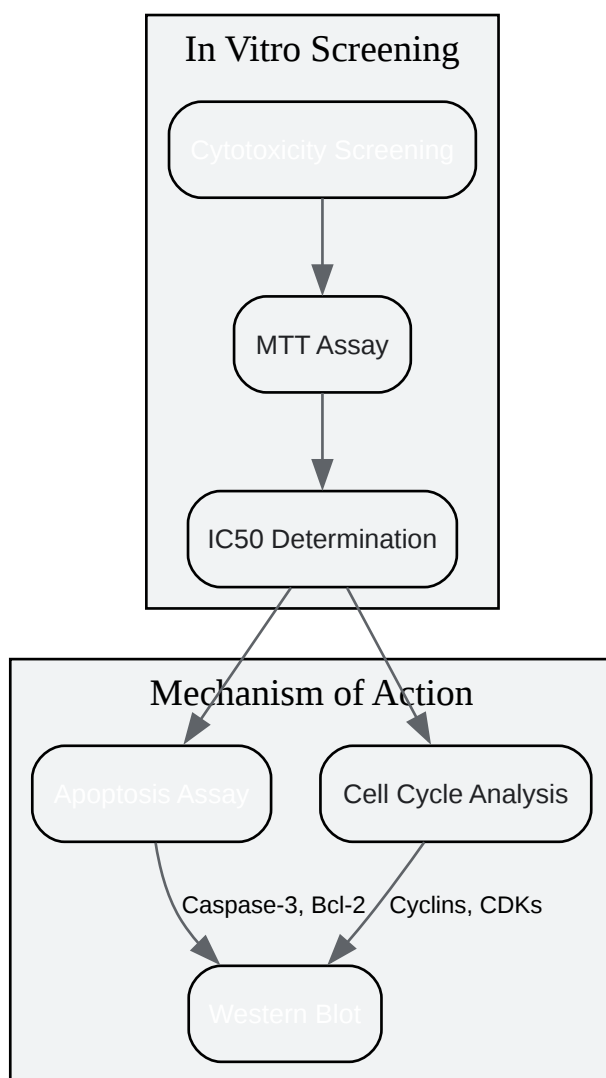 In Vitro Screening
Cytotoxicity Screening
MTT Assay
IC50 Determination
Mechanism of Action
Apoptosis Assay
Cell Cycle Analysis
Caspase-3, Bcl-2
Cyclins, CDKs
Western Blot